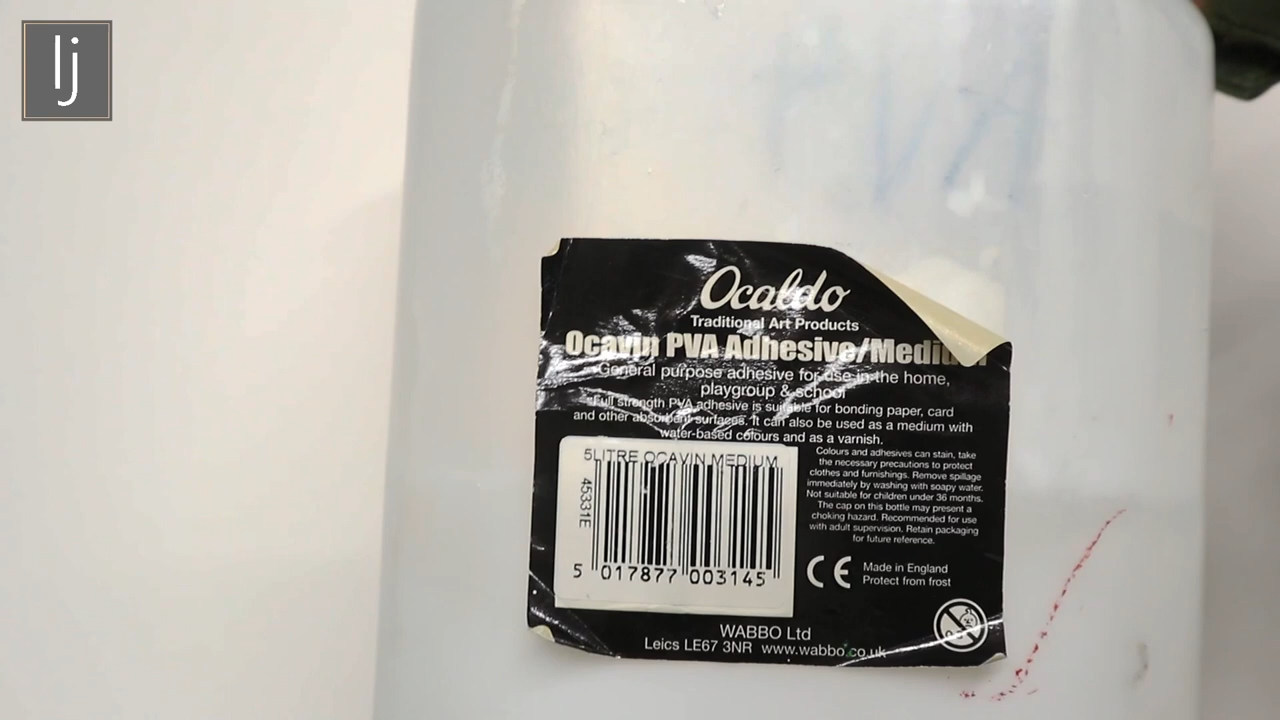 lj
PVA
Ocaldo
Traditional Art Products
Ocavin PVA Adhesive/Medium
General purpose adhesive for use in the home,
playgroup & school
*Full strength PVA adhesive is suitable for bonding paper, card
and other absorbent surfaces. It can also be used as a medium with
water-based colours and as a varnish.
5LITRE OCAVIN MEDIUM
45331E
5 017877 003145
Colours and adhesives can stain, take
the necessary precautions to protect
clothes and furnishings. Remove spillage
immediately by washing with soapy water.
Not suitable for children under 36 months.
The cap on this bottle may present a
choking hazard. Recommended for use
with adult supervision. Retain packaging
for future reference.
CE
Made in England
Protect from frost
0-3
WABBO Ltd
Leics LE67 3NR www.wabbo.co.uk